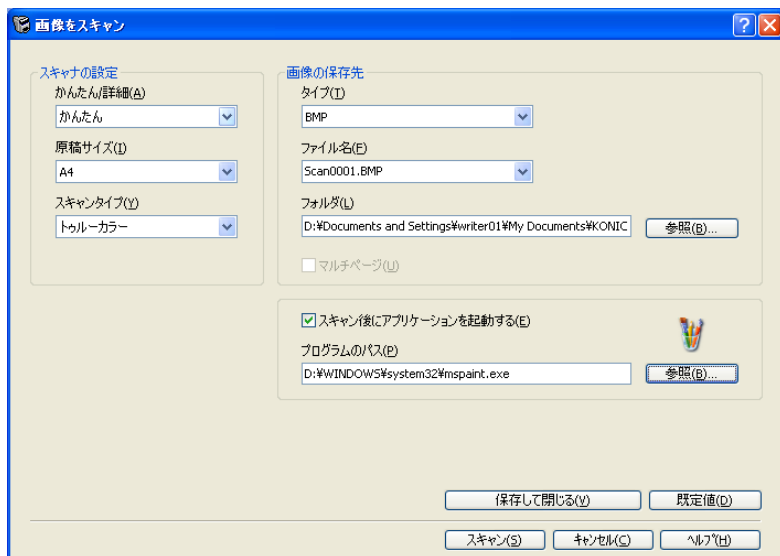 画像をスキャン
スキャナの設定
かんたん/詳細(A)
かんたん
原稿サイズ(I)
A4
スキャンタイプ(Y)
トゥルーカラー
画像の保存先
タイプ(T)
BMP
ファイル名(F)
Scan0001.BMP
フォルダ(L)
D:¥Documents and Settings¥writer01¥My Documents¥KONIC
参照(B)...
マルチページ(U)
スキャン後にアプリケーションを起動する(E)
プログラムのパス(P)
D:¥WINDOWS¥system32¥mspaint.exe
参照(B)...
保存して閉じる(V)
既定値(D)
スキャン(S)
キャンセル(C)
ヘルプ(H)